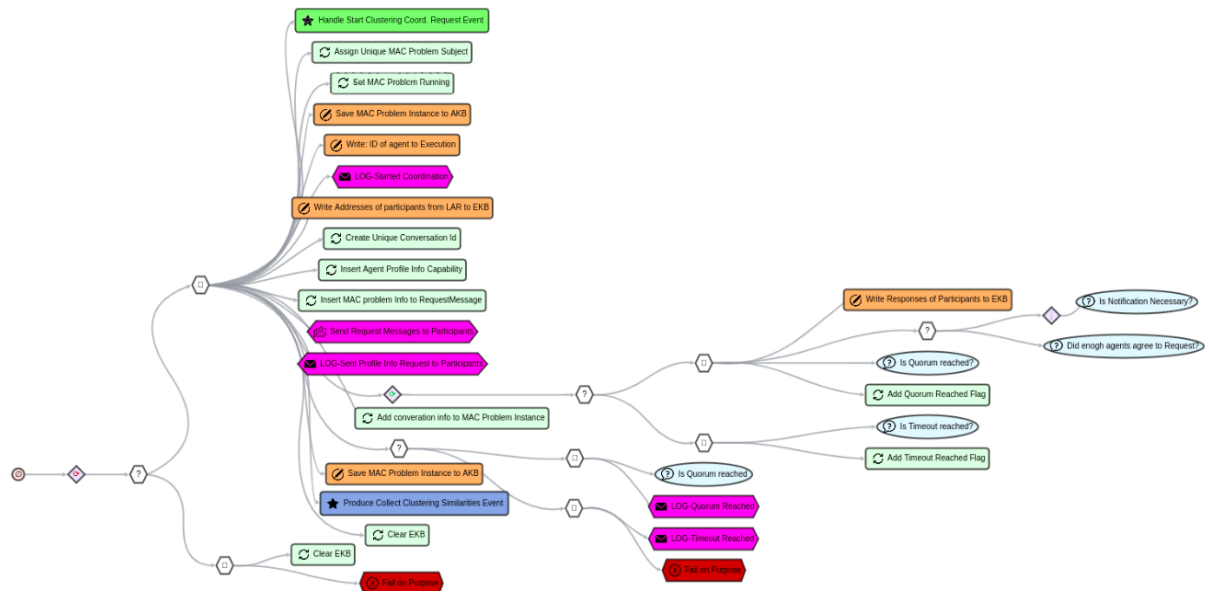 Handle Start Clustering Coord. Request Event
Assign Unique MAC Problem Subject
Set MAC Problem Running
Save MAC Problem Instance to AKB
Write: ID of agent to Execution
LOG-Started Coordination
Write Addresses of participants from LAR to EKB
Create Unique Conversation Id
Insert Agent Profile Info Capability
Insert MAC problem Info to RequestMessage
Send Request Messages to Participants
LOG-Sent Profile Info Request to Participants
Add converation info to MAC Problem Instance
?
Save MAC Problem Instance to AKB
Produce Collect Clustering Similarities Event
Clear EKB
?
Clear EKB
Fail on Purpose
?
Write Responses of Participants to EKB
?
Is Notification Necessary?
Did enogh agents agree to Request?
Is Quorum reached?
Add Quorum Reached Flag
Is Timeout reached?
Add Timeout Reached Flag
Is Quorum reached
LOG-Quorum Reached
LOG-Timeout Reached
Fail on Purpose